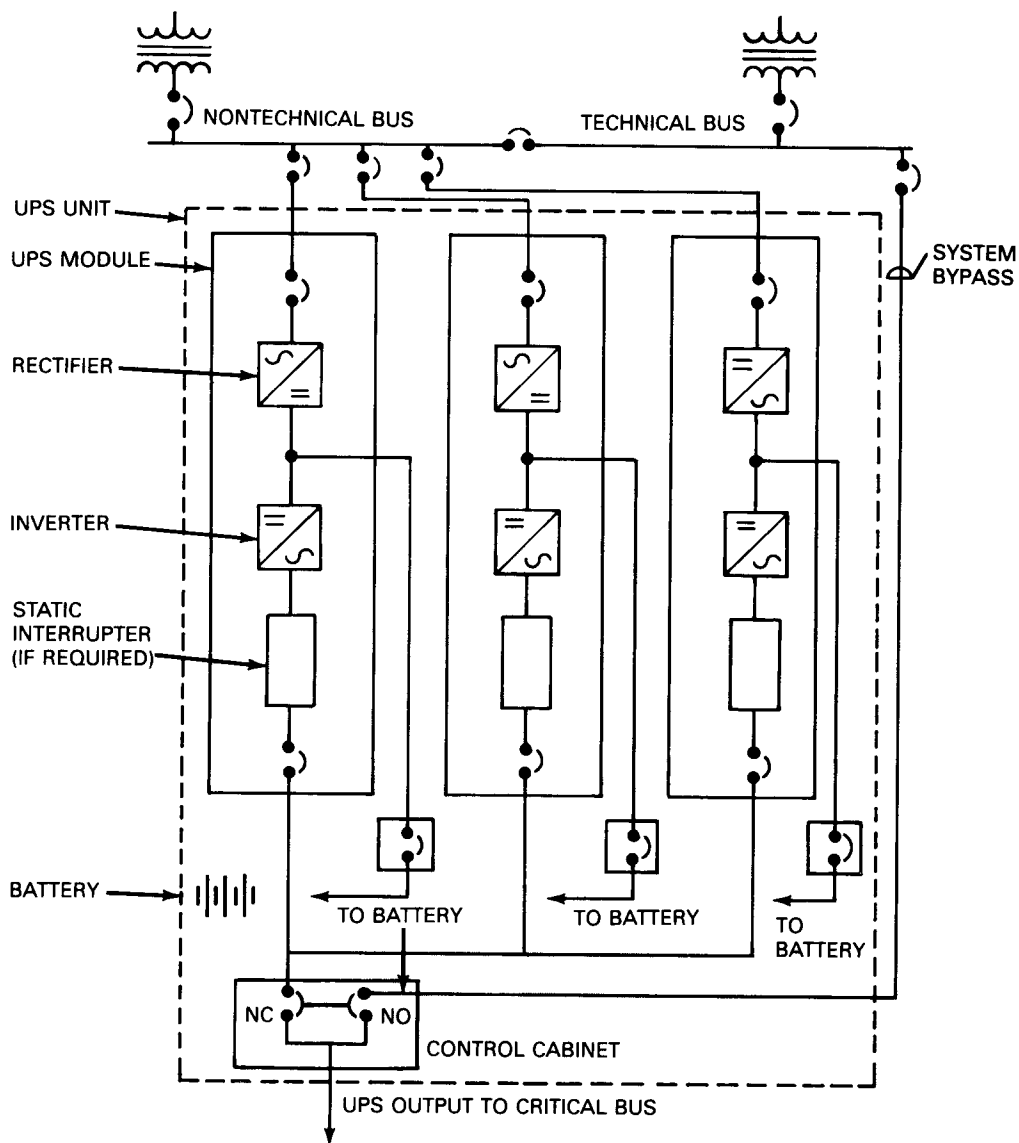 NONTECHNICAL BUS
TECHNICAL BUS
UPS UNIT
UPS MODULE
SYSTEM
BYPASS
RECTIFIER
INVERTER
STATIC
INTERRUPTER
(IF REQUIRED)
BATTERY
TO BATTERY
TO BATTERY
TO
BATTERY
NC
NO
CONTROL CABINET
UPS OUTPUT TO CRITICAL BUS